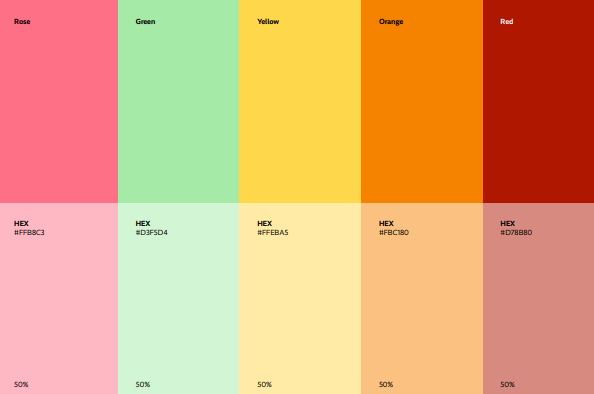 Rose
Green
Yellow
Orange
Red
HEX
#FFB8C3
HEX
#D3F5D4
HEX
#FFEBA5
HEX
#FBC180
HEX
#D78B80
50%
50%
50%
50%
50%